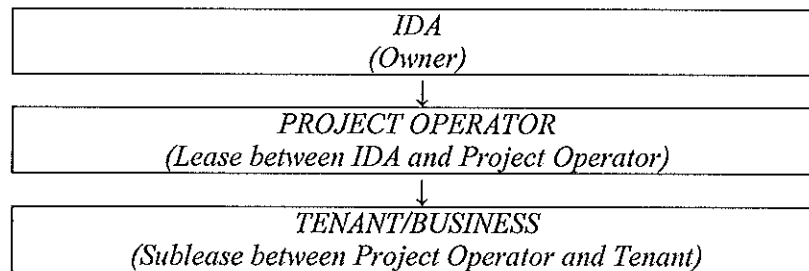 IDA
(Owner)
↓
PROJECT OPERATOR
(Lease between IDA and Project Operator)
↓
TENANT/BUSINESS
(Sublease between Project Operator and Tenant)